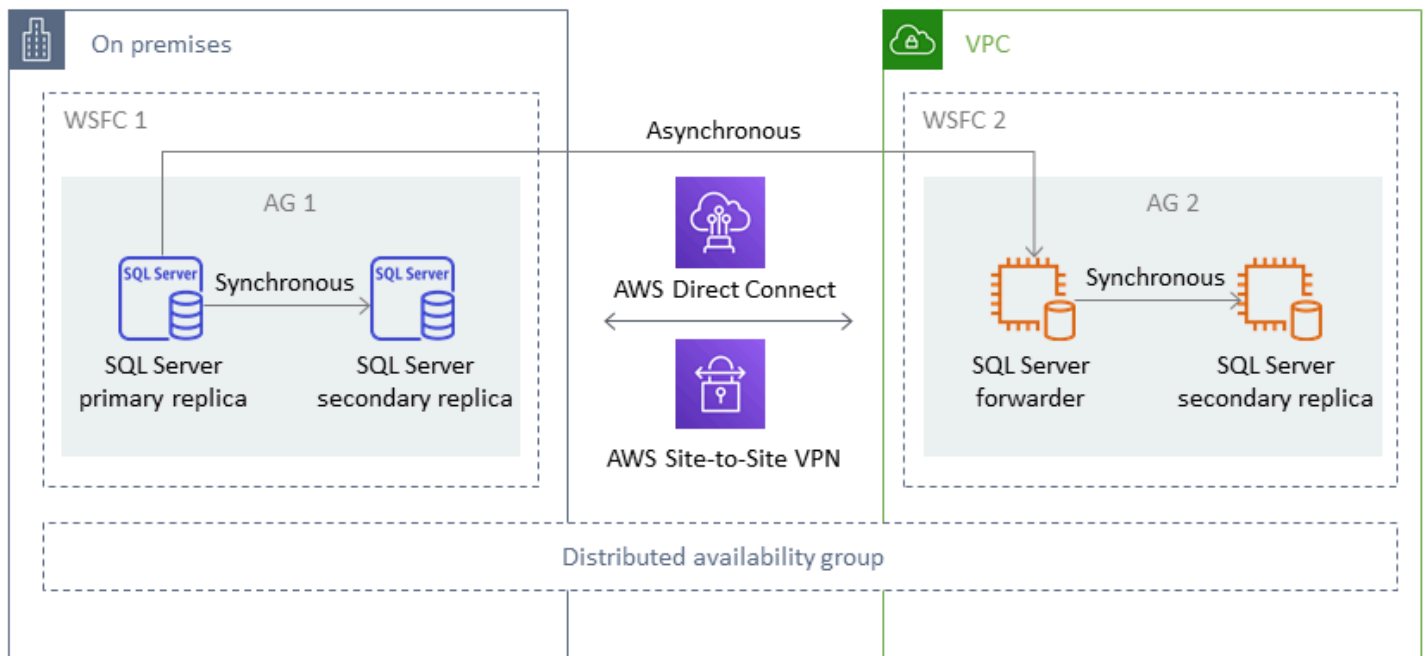 On premises
VPC
WSFC 1
WSFC 2
Asynchronous
AG 1
AG 2
SQL Server
Synchronous
SQL Server
Synchronous
AWS Direct Connect
SQL Server
primary replica
SQL Server
secondary replica
SQL Server
forwarder
SQL Server
secondary replica
AWS Site-to-Site VPN
Distributed availability group